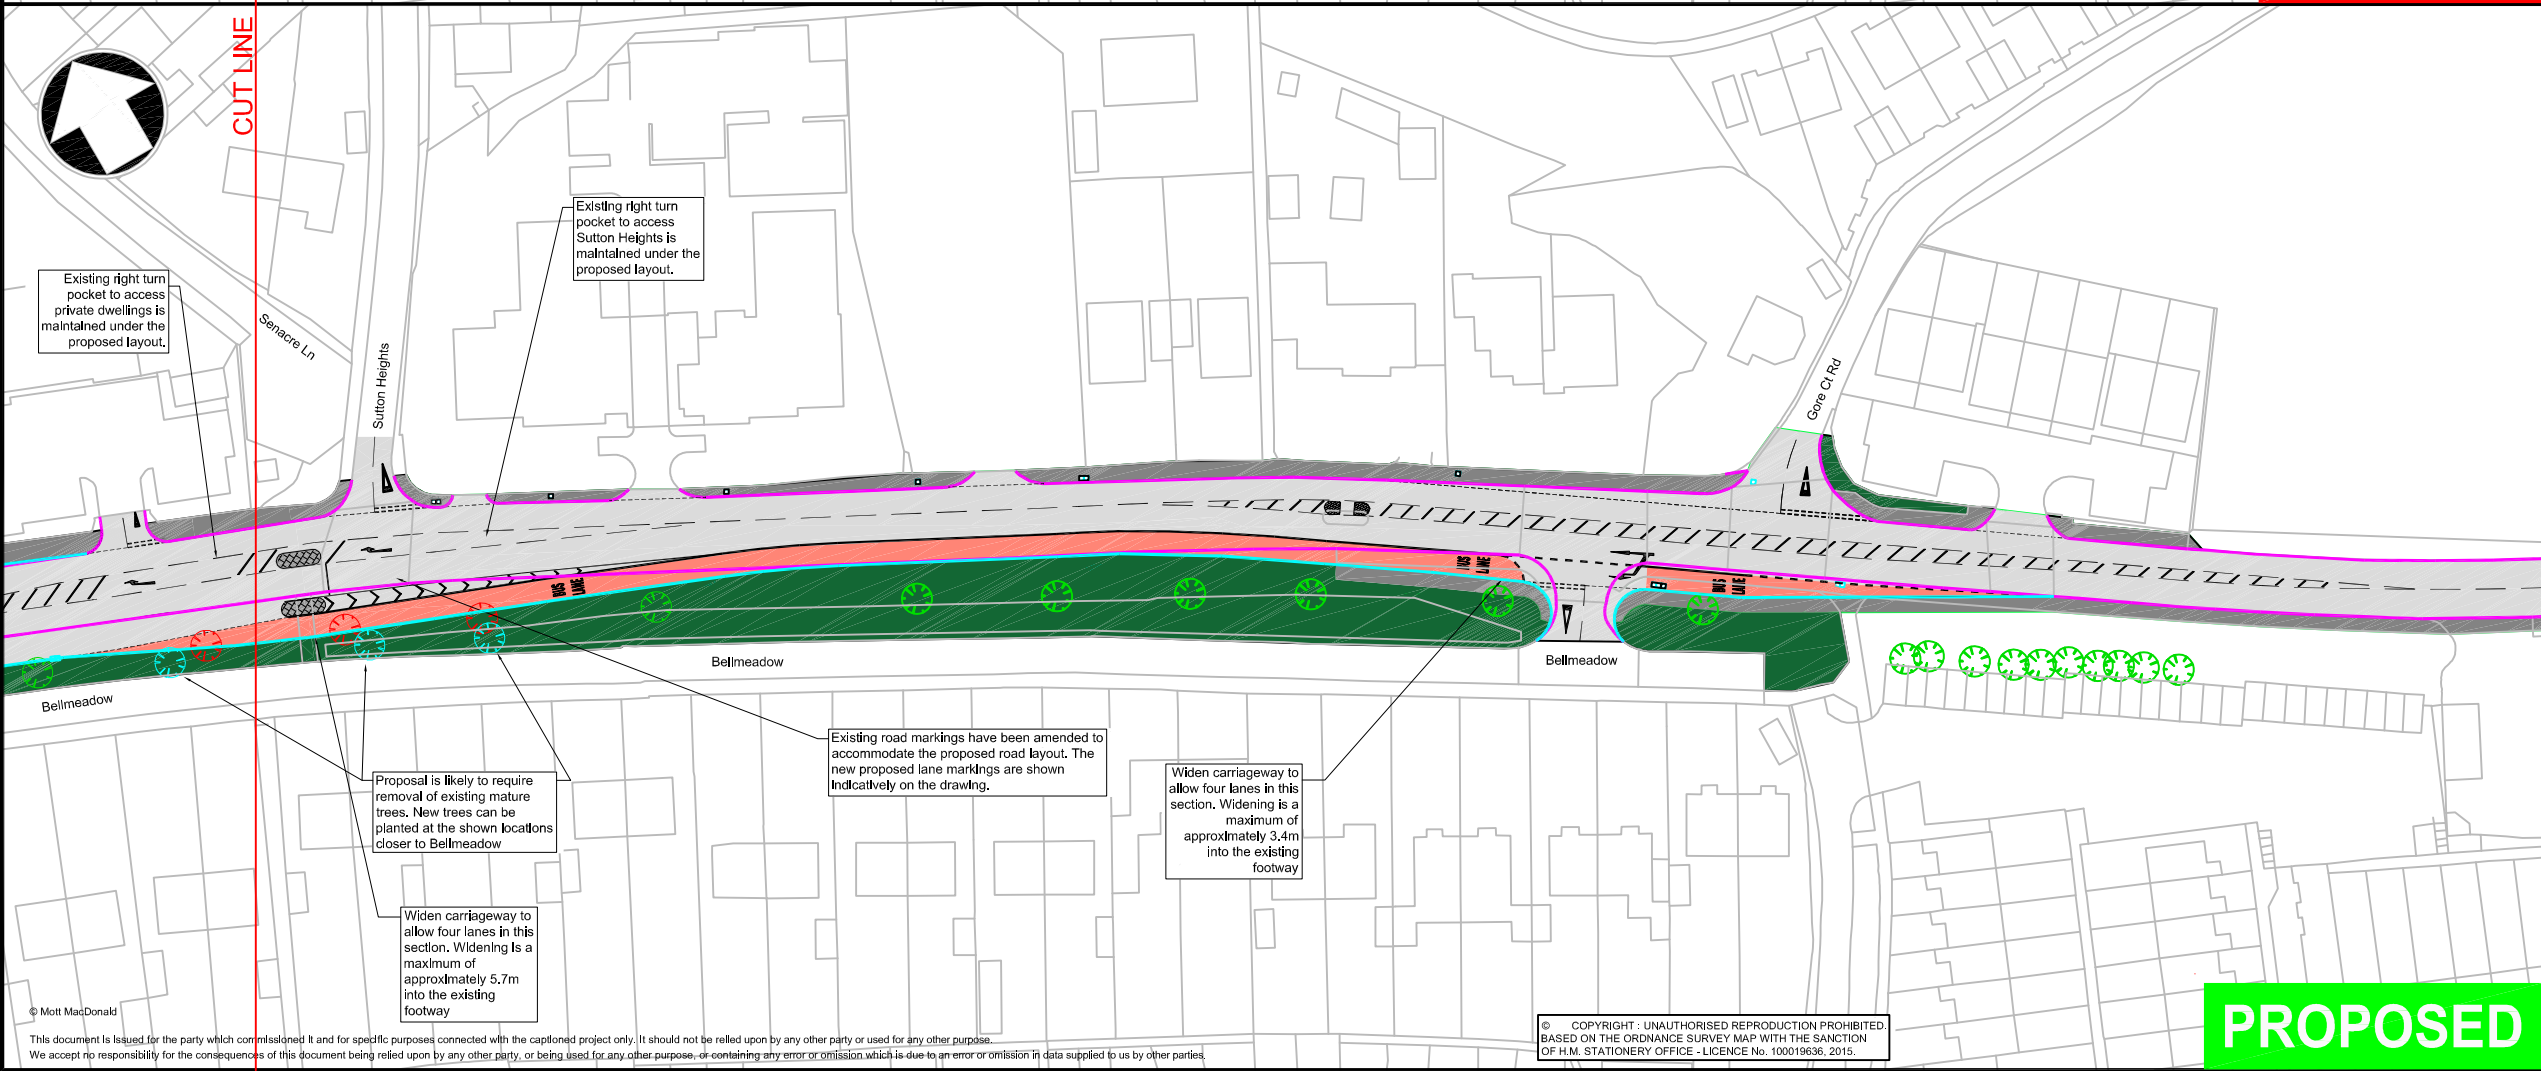 CUT LINE
Existing right turn
pocket to access
Sutton Heights is
maintained under the
proposed layout.
Existing right turn
pocket to access
private dwellings is
maintained under the
proposed layout.
Senacre Ln
Sutton Heights
Gore Ct Rd
BUS
LANE
BUS
LANE
BUS
LANE
Bellmeadow
Bellmeadow
Bellmeadow
Existing road markings have been amended to
accommodate the proposed road layout. The
new proposed lane markings are shown
indicatively on the drawing.
Proposal is likely to require
removal of existing mature
trees. New trees can be
planted at the shown locations
closer to Bellmeadow
Widen carriageway to
allow four lanes in this
section. Widening is a
maximum of
approximately 3.4m
into the existing
footway
Widen carriageway to
allow four lanes in this
section. Widening is a
maximum of
approximately 5.7m
into the existing
footway
© Mott MacDonald
This document is issued for the party which commissioned it and for specific purposes connected with the captioned project only. It should not be relied upon by any other party or used for any other purpose.
We accept no responsibility for the consequences of this document being relied upon by any other party, or being used for any other purpose, or containing any error or omission which is due to an error or omission in data supplied to us by other parties.
© COPYRIGHT : UNAUTHORISED REPRODUCTION PROHIBITED.
BASED ON THE ORDNANCE SURVEY MAP WITH THE SANCTION
OF H.M. STATIONERY OFFICE - LICENCE No. 100019636, 2015.
PROPOSED